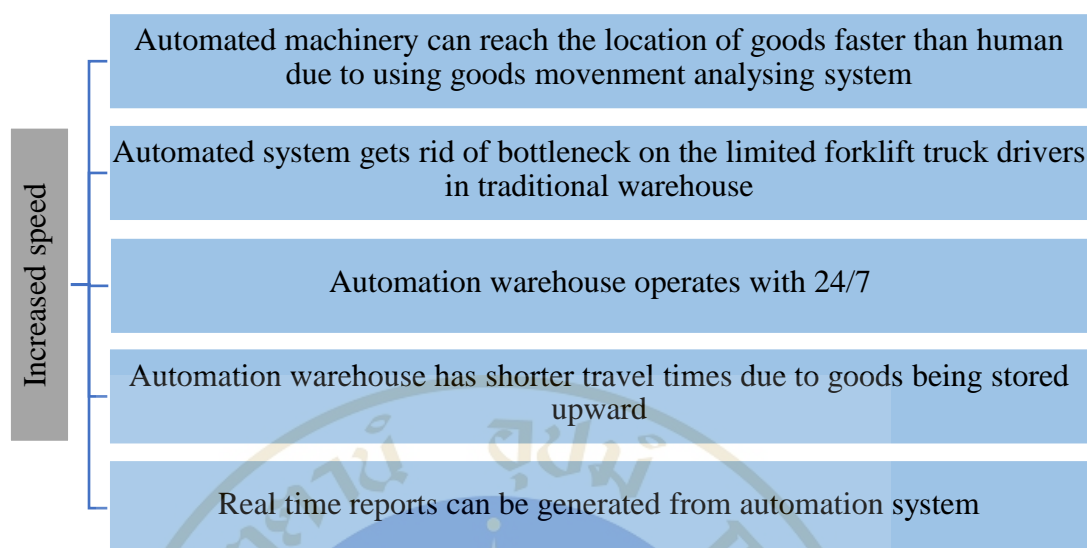 Increased speed
Automated machinery can reach the location of goods faster than human
due to using goods movenment analysing system
Automated system gets rid of bottleneck on the limited forklift truck drivers
in traditional warehouse
Automation warehouse operates with 24/7
Automation warehouse has shorter travel times due to goods being stored
upward
Real time reports can be generated from automation system